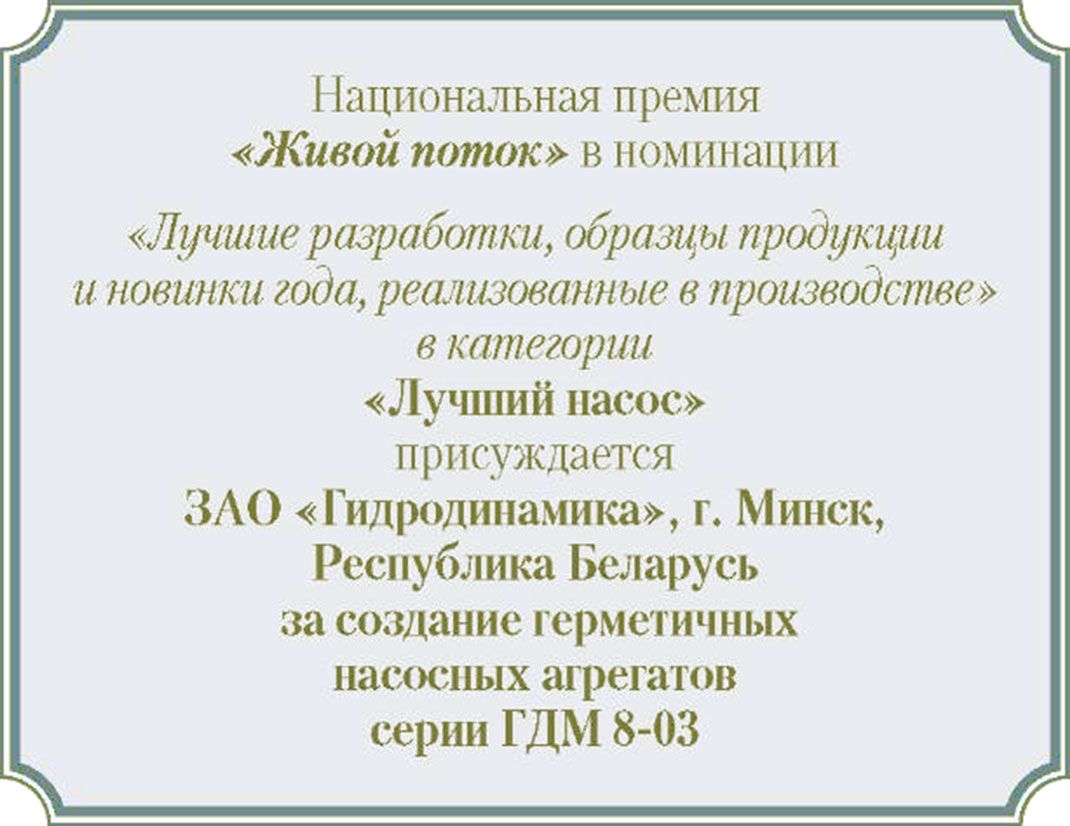 Национальная премия
«Живой поток» в номинации
«Лучшие разработки, образцы продукции
и новинки года, реализованные в производстве»
в категории
«Лучший насос»
присуждается
ЗАО «Гидродинамика», г. Минск,
Республика Беларусь
за создание герметичных
насосных агрегатов
серии ГДМ 8-03